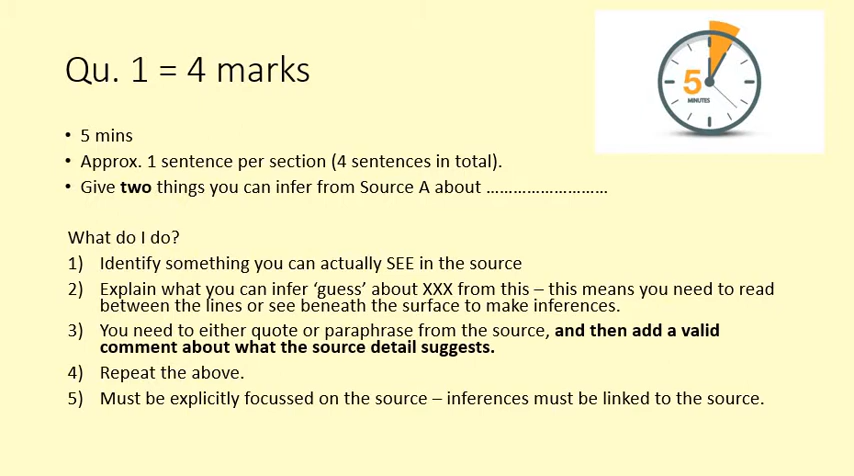 Qu. 1 = 4 marks
5
MINUTES
• 5 mins
• Approx. 1 sentence per section (4 sentences in total).
• Give two things you can infer from Source A about ………………………
What do I do?
1) Identify something you can actually SEE in the source
2) Explain what you can infer ‘guess’ about XXX from this – this means you need to read
between the lines or see beneath the surface to make inferences.
3) You need to either quote or paraphrase from the source, and then add a valid
comment about what the source detail suggests.
4) Repeat the above.
5) Must be explicitly focussed on the source – inferences must be linked to the source.